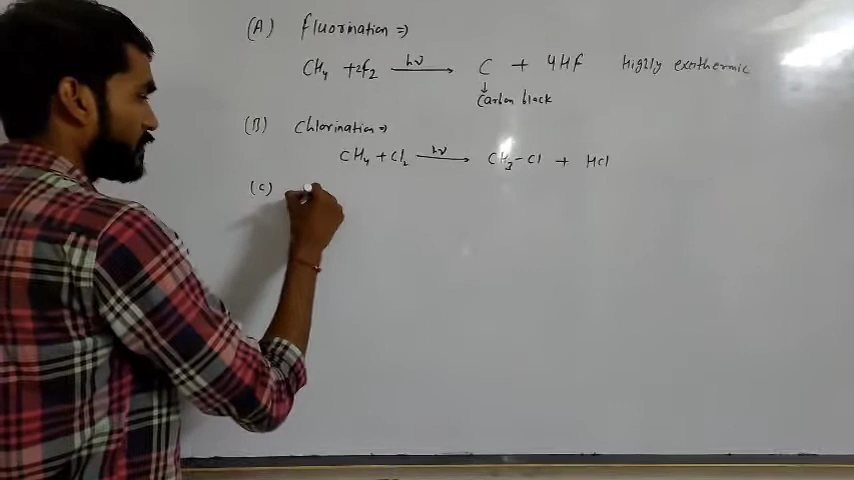 (A) Fluorination ⇒
CH₄ + 2F₂ —hν→ C + 4HF Highly exothermic
↓
Carbon black
(B) Chlorination ⇒
CH₄ + Cl₂ —hν→ CH₃-Cl + HCl
(C)